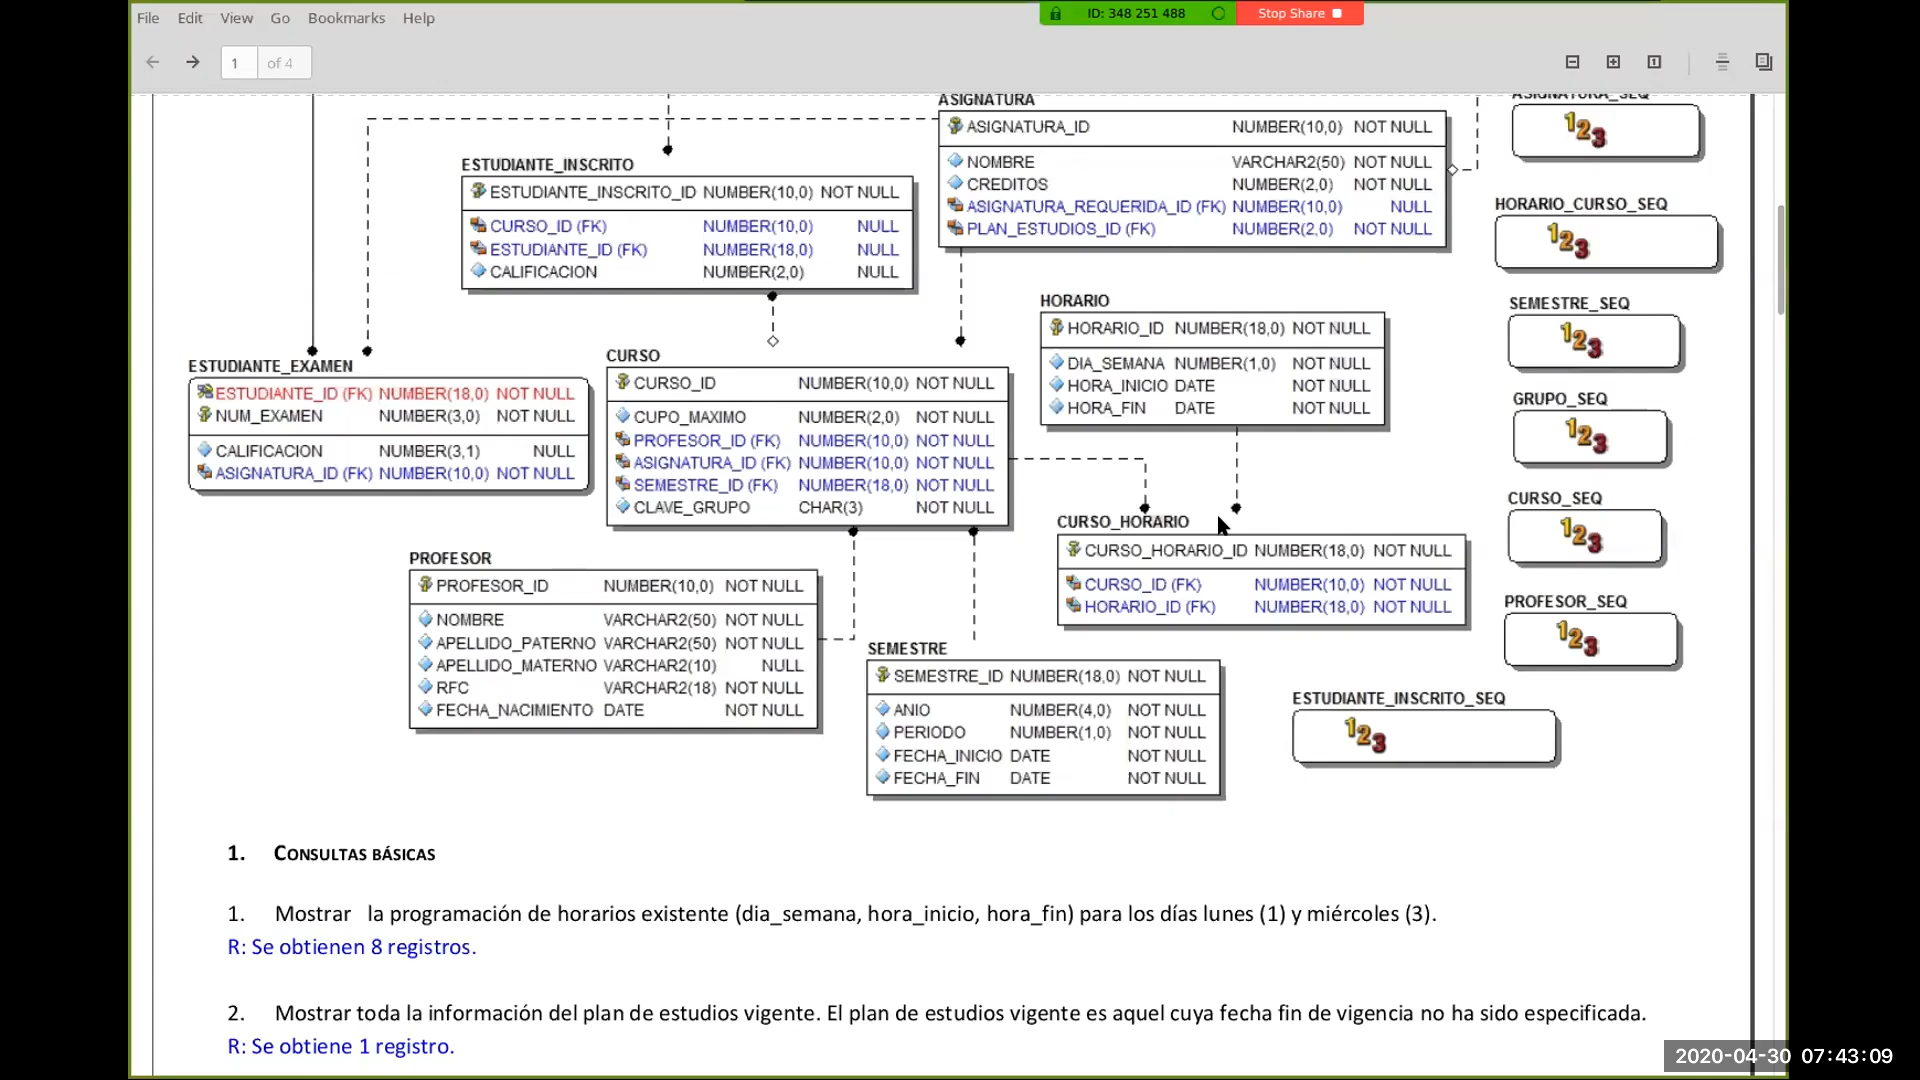 File Edit View Go Bookmarks Help
ID: 348 251 488 Stop Share
1 of 4
ASIGNATURA
ASIGNATURA_ID NUMBER(10,0) NOT NULL
NOMBRE VARCHAR2(50) NOT NULL
CREDITOS NUMBER(2,0) NOT NULL
ASIGNATURA_REQUERIDA_ID (FK) NUMBER(10,0) NULL
PLAN_ESTUDIOS_ID (FK) NUMBER(2,0) NOT NULL
ASIGNATURA_SEQ
123
ESTUDIANTE_INSCRITO
ESTUDIANTE_INSCRITO_ID NUMBER(10,0) NOT NULL
CURSO_ID (FK) NUMBER(10,0) NULL
ESTUDIANTE_ID (FK) NUMBER(18,0) NULL
CALIFICACION NUMBER(2,0) NULL
HORARIO_CURSO_SEQ
123
HORARIO
HORARIO_ID NUMBER(18,0) NOT NULL
DIA_SEMANA NUMBER(1,0) NOT NULL
HORA_INICIO DATE NOT NULL
HORA_FIN DATE NOT NULL
SEMESTRE_SEQ
123
ESTUDIANTE_EXAMEN
ESTUDIANTE_ID (FK) NUMBER(18,0) NOT NULL
NUM_EXAMEN NUMBER(3,0) NOT NULL
CALIFICACION NUMBER(3,1) NULL
ASIGNATURA_ID (FK) NUMBER(10,0) NOT NULL
CURSO
CURSO_ID NUMBER(10,0) NOT NULL
CUPO_MAXIMO NUMBER(2,0) NOT NULL
PROFESOR_ID (FK) NUMBER(10,0) NOT NULL
ASIGNATURA_ID (FK) NUMBER(10,0) NOT NULL
SEMESTRE_ID (FK) NUMBER(18,0) NOT NULL
CLAVE_GRUPO CHAR(3) NOT NULL
GRUPO_SEQ
123
CURSO_SEQ
123
CURSO_HORARIO
CURSO_HORARIO_ID NUMBER(18,0) NOT NULL
CURSO_ID (FK) NUMBER(10,0) NOT NULL
HORARIO_ID (FK) NUMBER(18,0) NOT NULL
PROFESOR
PROFESOR_ID NUMBER(10,0) NOT NULL
NOMBRE VARCHAR2(50) NOT NULL
APELLIDO_PATERNO VARCHAR2(50) NOT NULL
APELLIDO_MATERNO VARCHAR2(10) NULL
RFC VARCHAR2(18) NOT NULL
FECHA_NACIMIENTO DATE NOT NULL
PROFESOR_SEQ
123
SEMESTRE
SEMESTRE_ID NUMBER(18,0) NOT NULL
ANIO NUMBER(4,0) NOT NULL
PERIODO NUMBER(1,0) NOT NULL
FECHA_INICIO DATE NOT NULL
FECHA_FIN DATE NOT NULL
ESTUDIANTE_INSCRITO_SEQ
123
1. CONSULTAS BÁSICAS
1. Mostrar la programación de horarios existente (dia_semana, hora_inicio, hora_fin) para los días lunes (1) y miércoles (3).
R: Se obtienen 8 registros.
2. Mostrar toda la información del plan de estudios vigente. El plan de estudios vigente es aquel cuya fecha fin de vigencia no ha sido especificada.
R: Se obtiene 1 registro.
2020-04-30 07:43:09